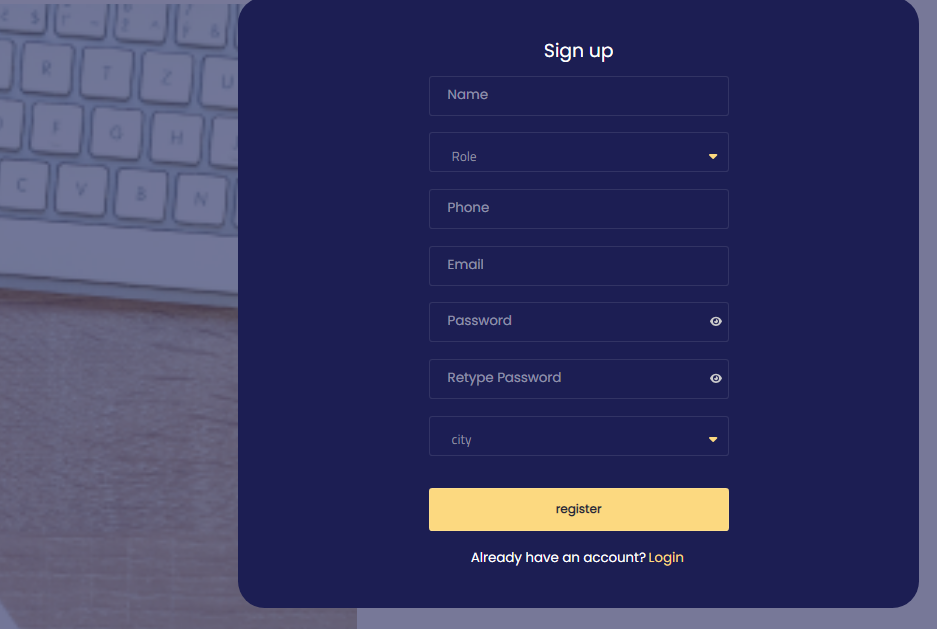 R T Z U
F G H
C V B N
Sign up
Name
Role
Phone
Email
Password
Retype Password
city
register
Already have an account? Login